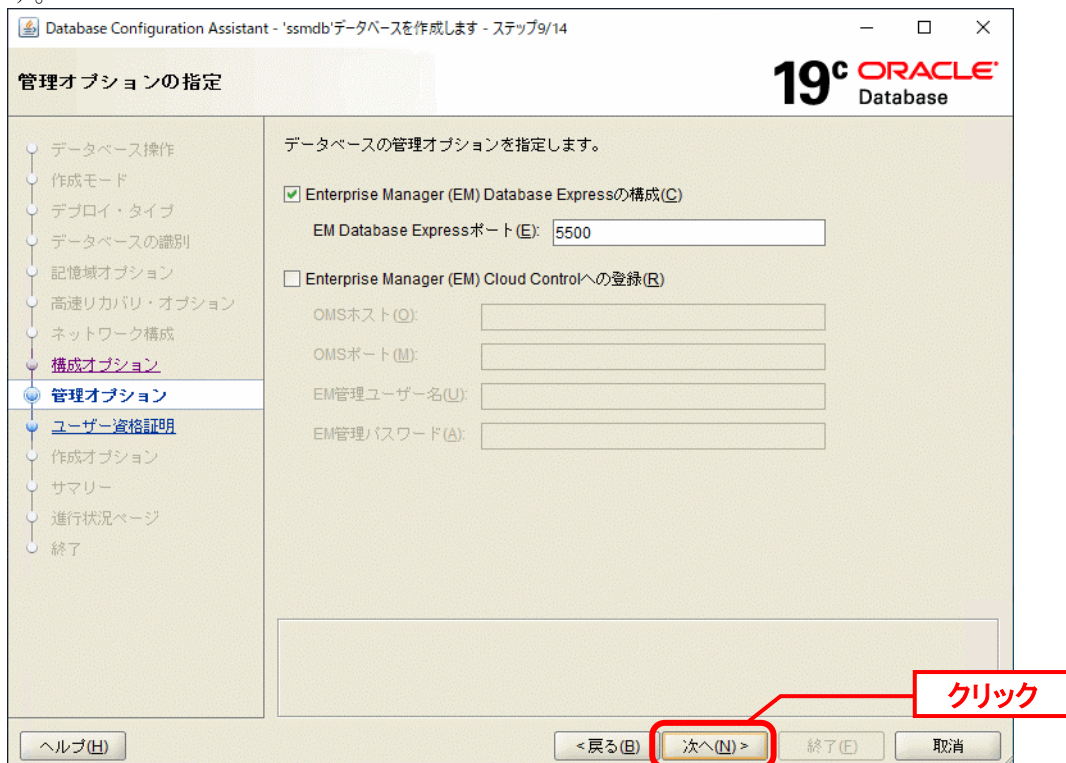 す。
Database Configuration Assistant - 'ssmdb'データベースを作成します - ステップ9/14
管理オプションの指定
19c ORACLE
Database
データベース操作
作成モード
デプロイ・タイプ
データベースの識別
記憶域オプション
高速リカバリ・オプション
ネットワーク構成
構成オプション
管理オプション
ユーザー資格証明
作成オプション
サマリー
進行状況ページ
終了
データベースの管理オプションを指定します。
Enterprise Manager (EM) Database Expressの構成(C)
EM Database Expressポート(E): 5500
Enterprise Manager (EM) Cloud Controlへの登録(R)
OMSホスト(O):
OMSポート(M):
EM管理ユーザー名(U):
EM管理パスワード(A):
クリック
ヘルプ(H) <戻る(B) 次へ(N)> 終了(F) 取消